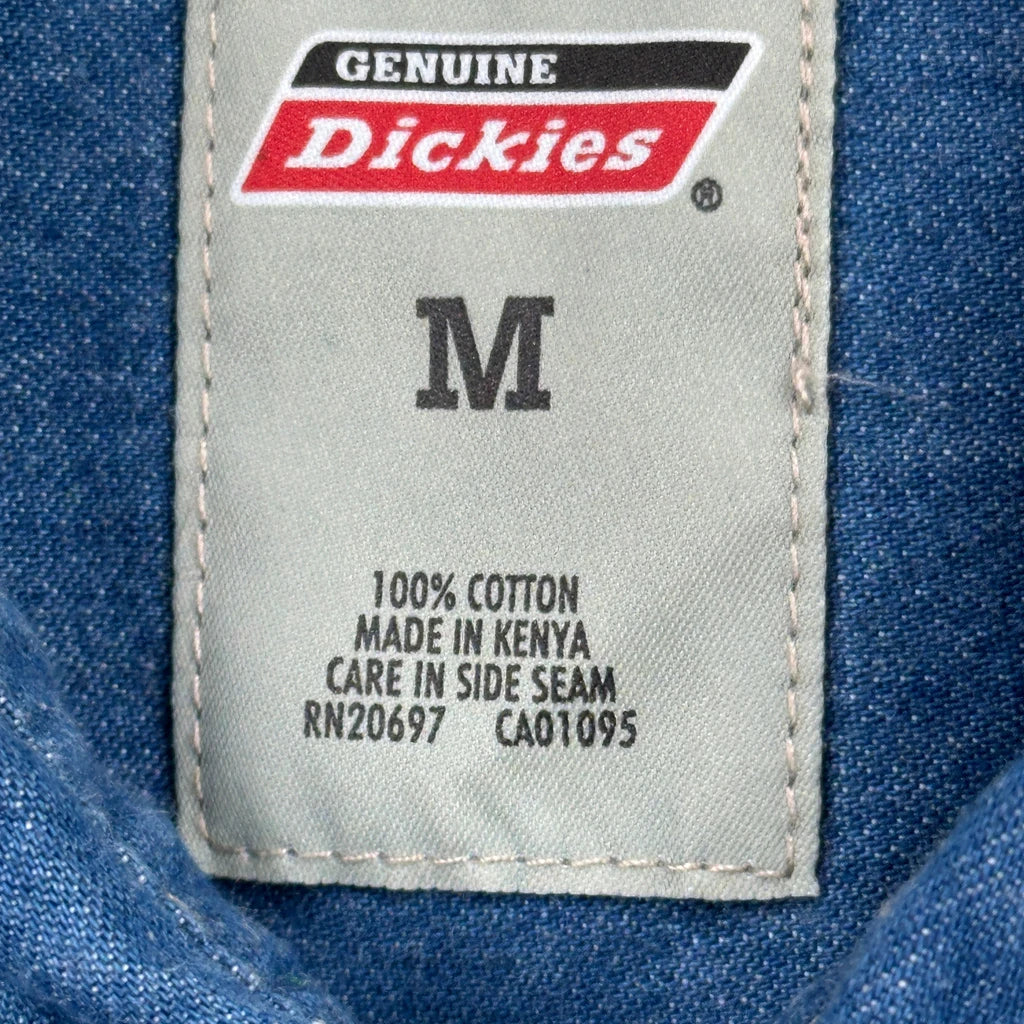 GENUINE
Dickies
®
M
100% COTTON
MADE IN KENYA
CARE IN SIDE SEAM
RN20697 CA01095